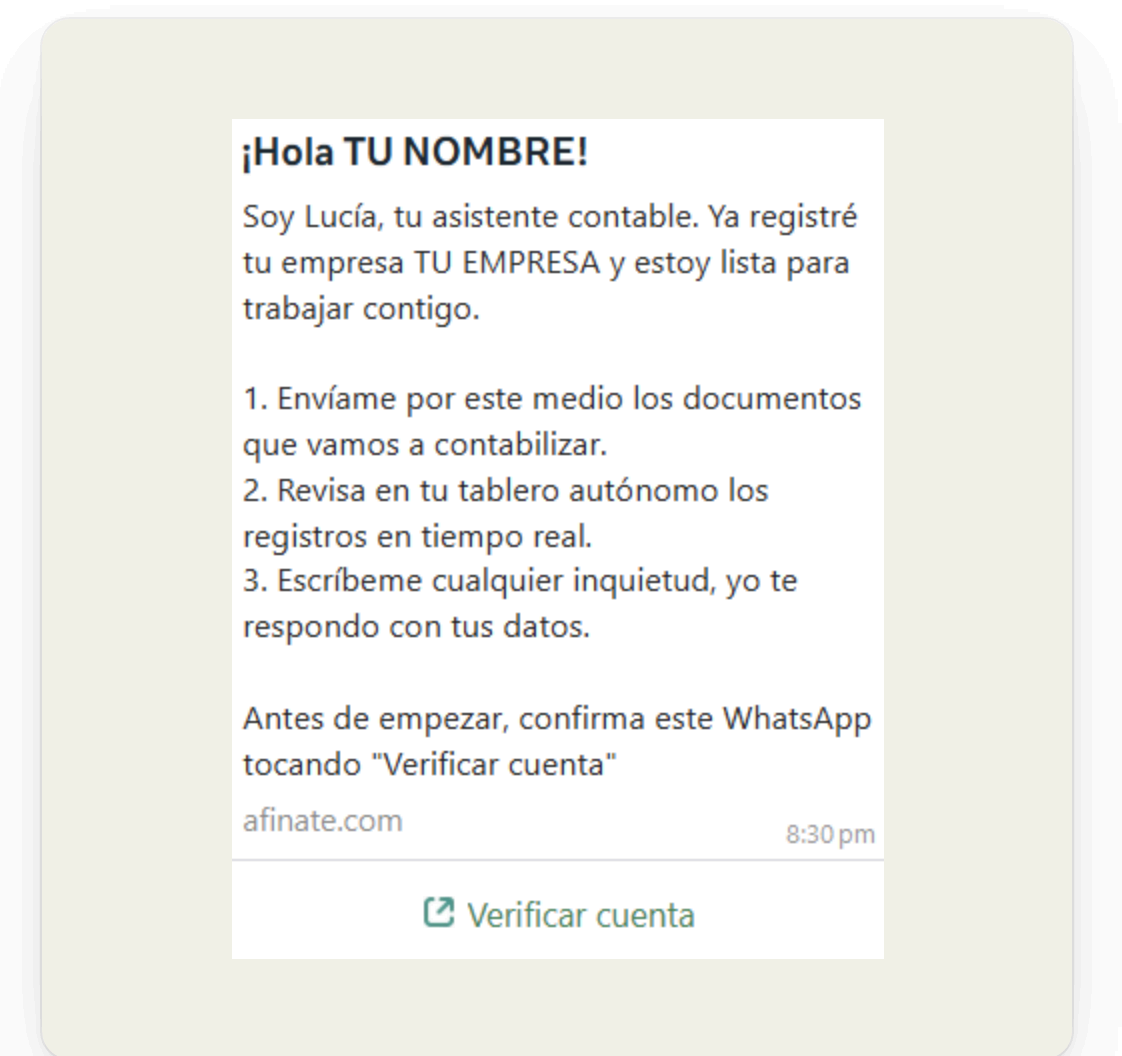 ¡Hola TU NOMBRE!
Soy Lucía, tu asistente contable. Ya registré
tu empresa TU EMPRESA y estoy lista para
trabajar contigo.
1. Envíame por este medio los documentos
que vamos a contabilizar.
2. Revisa en tu tablero autónomo los
registros en tiempo real.
3. Escríbeme cualquier inquietud, yo te
respondo con tus datos.
Antes de empezar, confirma este WhatsApp
tocando "Verificar cuenta"
afinate.com
8:30 pm
Verificar cuenta